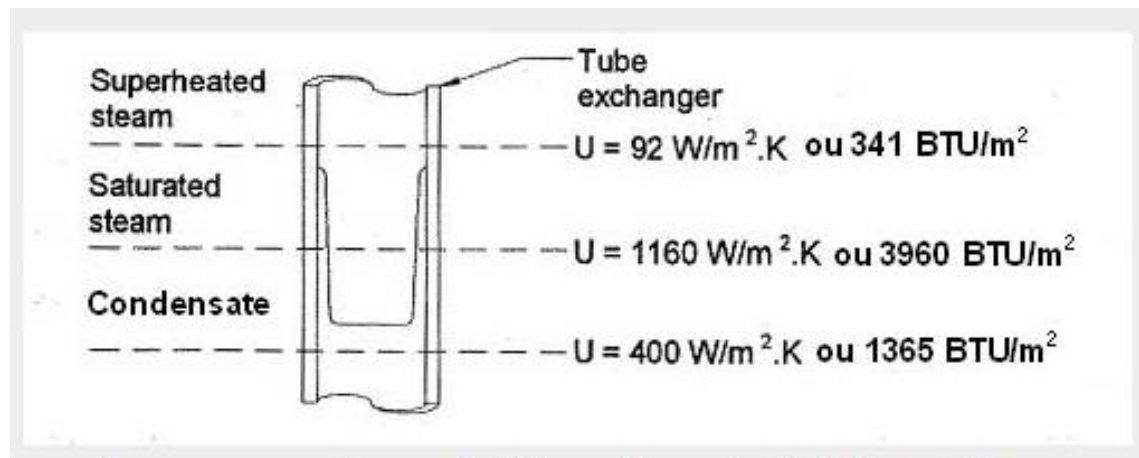 Superheated
steam
Tube
exchanger
U = 92 W/m².K ou 341 BTU/m²
Saturated
steam
U = 1160 W/m².K ou 3960 BTU/m²
Condensate
U = 400 W/m².K ou 1365 BTU/m²